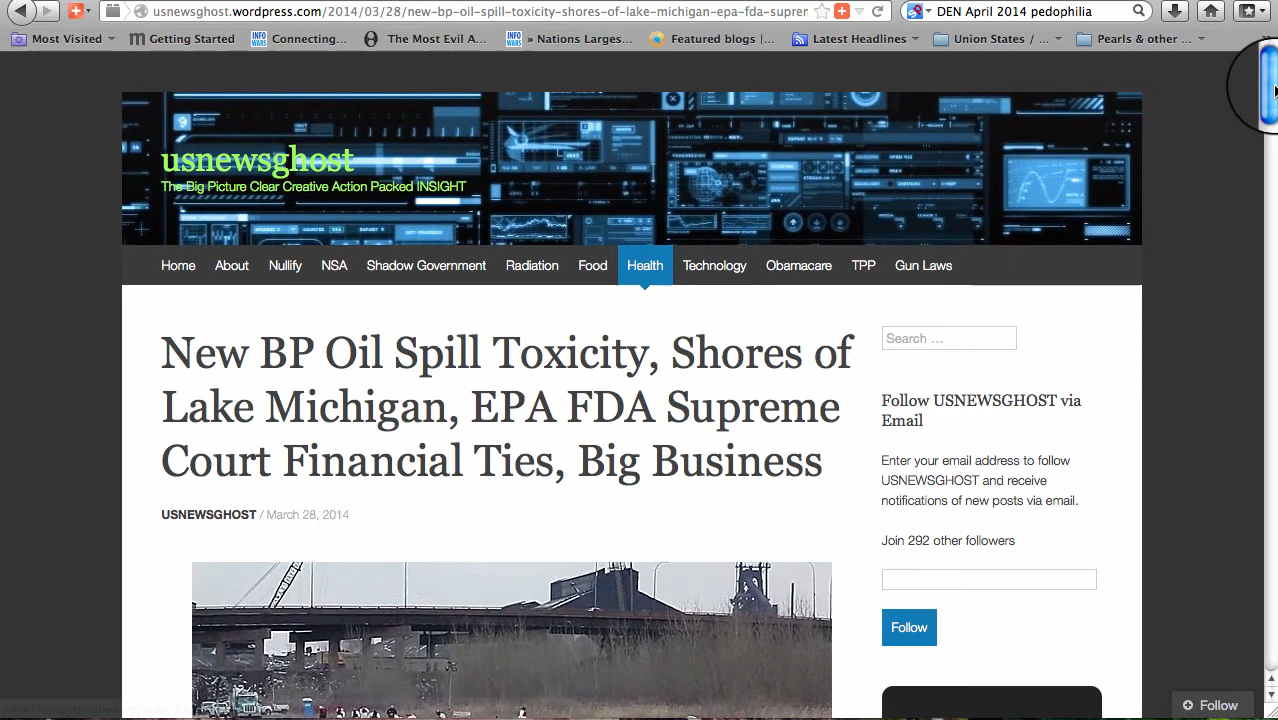 usnewsghost.wordpress.com/2014/03/28/new-bp-oil-spill-toxicity-shores-of-lake-michigan-epa-fda-suprem
DEN April 2014 pedophilia
Most Visited
Getting Started
INFO WARS
Connecting...
The Most Evil A...
INFO WARS
» Nations Larges...
Featured blogs |...
Latest Headlines
Union States / ...
Pearls & other ...
usnewsghost
The Big Picture Clear Creative Action Packed INSIGHT
Home
About
Nullify
NSA
Shadow Government
Radiation
Food
Health
Technology
Obamacare
TPP
Gun Laws
New BP Oil Spill Toxicity, Shores of
Lake Michigan, EPA FDA Supreme
Court Financial Ties, Big Business
USNEWSGHOST / March 28, 2014
Search …
Follow USNEWSGHOST via
Email
Enter your email address to follow
USNEWSGHOST and receive
notifications of new posts via email.
Join 292 other followers
Follow
Follow